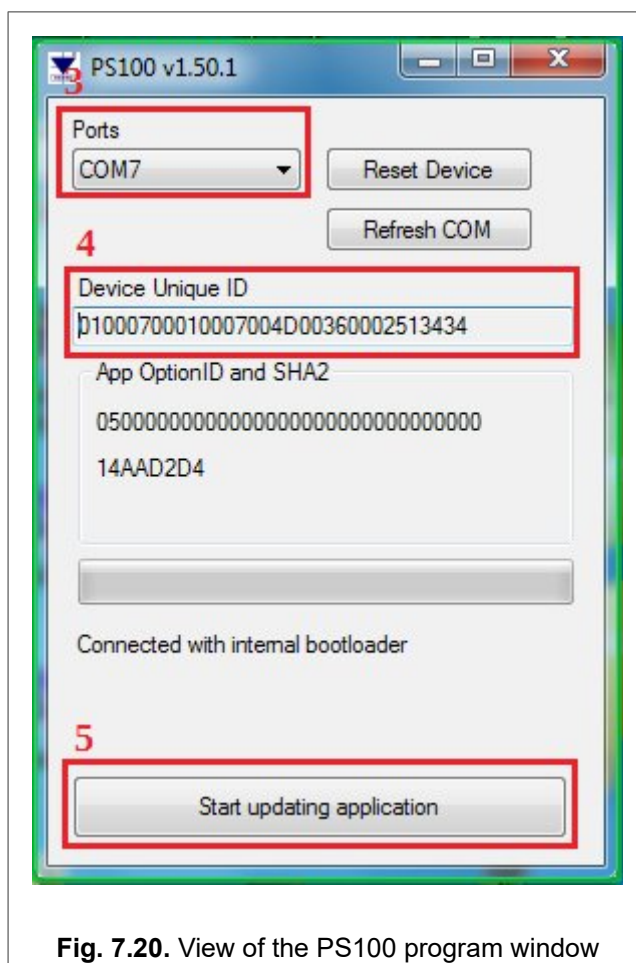 PS100 v1.50.1
3
Ports
COM7
Reset Device
Refresh COM
4
Device Unique ID
01000700010007004D00360002513434
App OptionID and SHA2
05000000000000000000000000000000
14AAD2D4
Connected with internal bootloader
5
Start updating application
Fig. 7.20. View of the PS100 program window